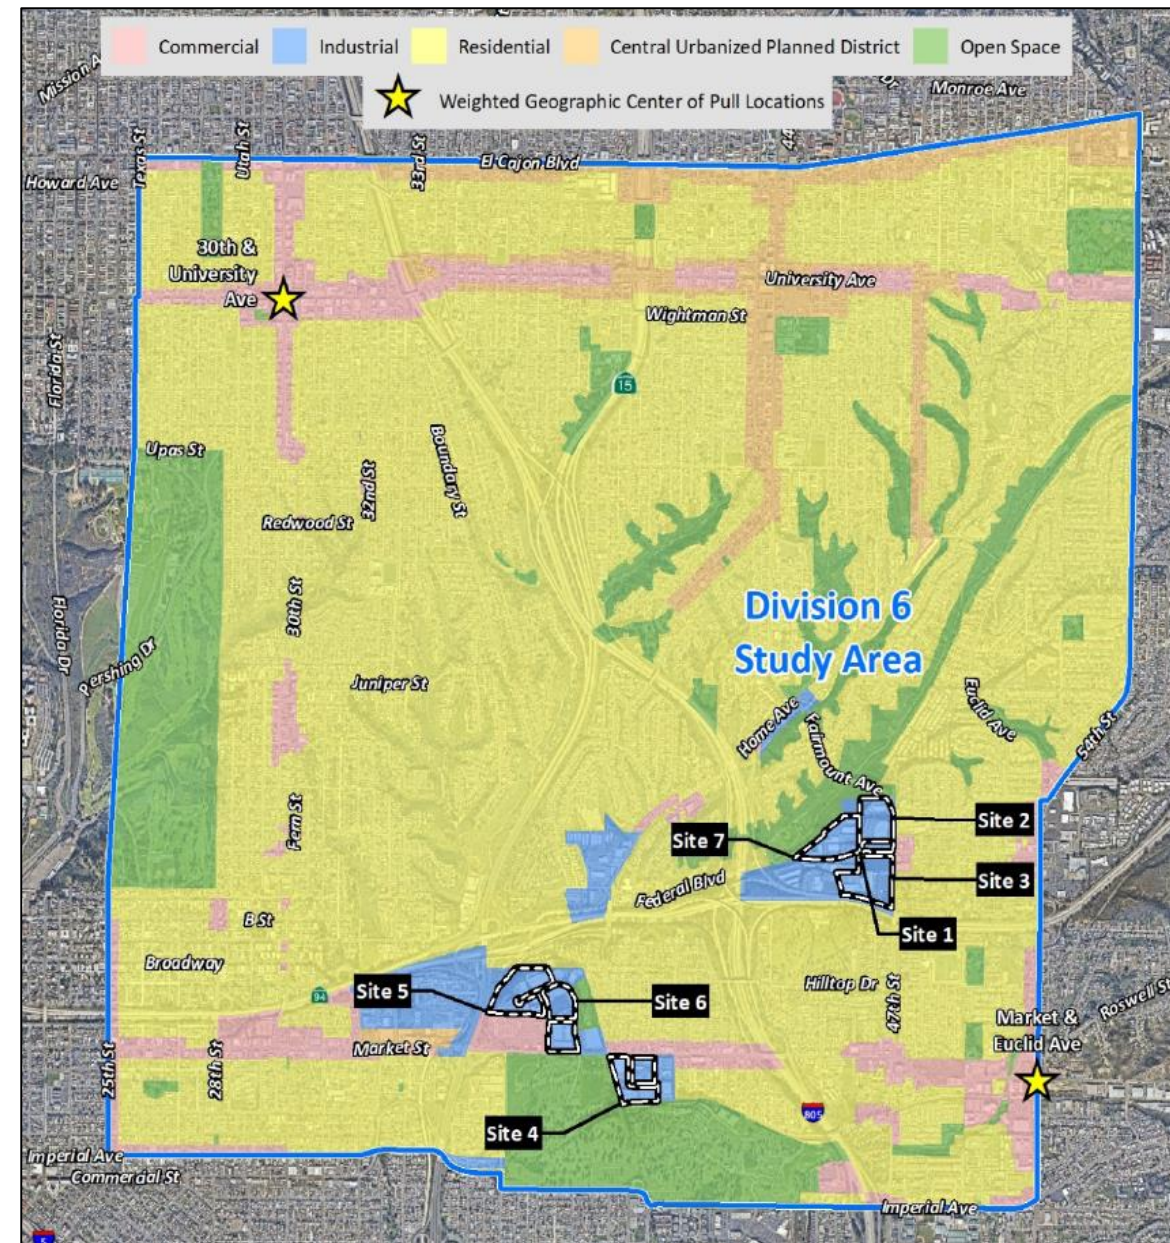 Commercial
Industrial
Residential
Central Urbanized Planned District
Open Space
Weighted Geographic Center of Pull Locations
Mission
Dr
Monroe Ave
Texas St
Utah St
33rd St
El Cajon Blvd
44
Howard Ave
30th &
University
Ave
University Ave
Wightman St
Florida St
15
Upas St
Boundary St
32nd St
Redwood St
30th St
Division 6
Study Area
Florida Dr
Pershing Dr
Juniper St
Home Ave
Fairmount Ave
Euclid Ave
54th St
Fern St
Site 7
Site 2
Federal Blvd
Site 3
B St
Site 1
Broadway
Hilltop Dr
47th St
Site 5
94
Site 6
Roswell St
Market &
Euclid Ave
Market St
25th St
28th St
805
Site 4
Imperial Ave
Commercial St
Imperial Ave
5